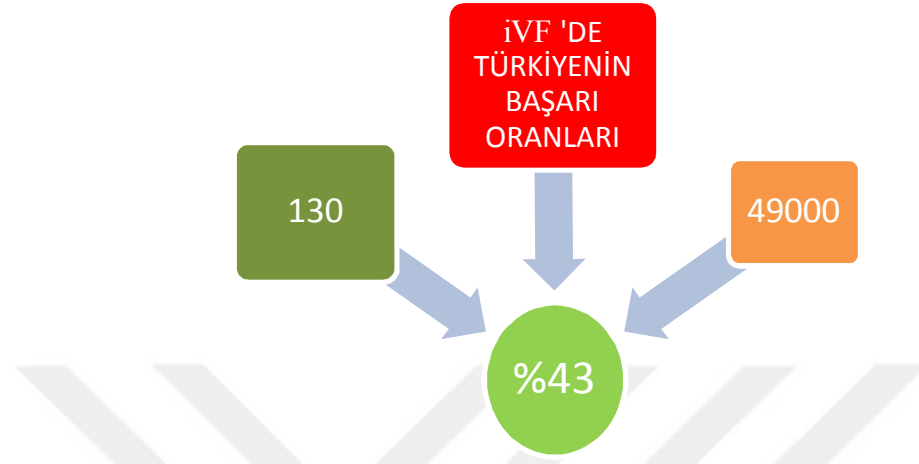 iVF 'DE
TÜRKİYENİN
BAŞARI
ORANLARI
130
49000
%43